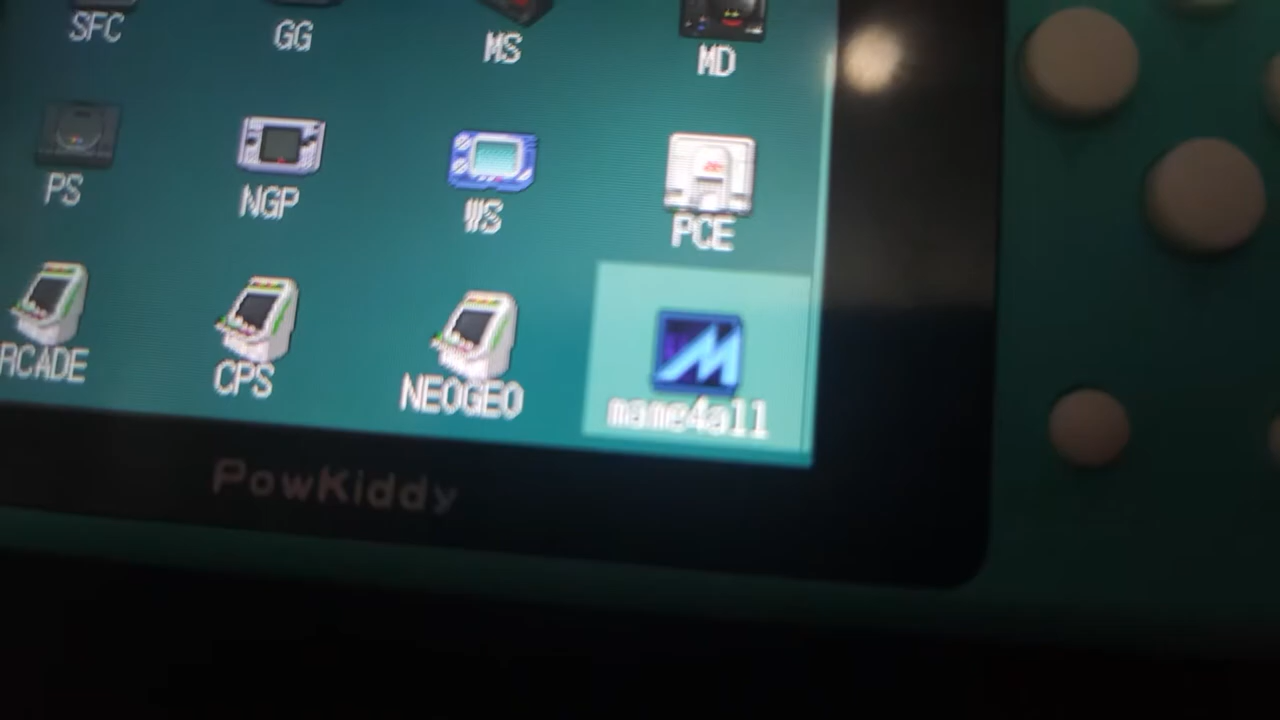 SFC
GG
MS
MD
PS
NGP
WS
PCE
RCADE
CPS
NEOGEO
mame4all
PowKiddy